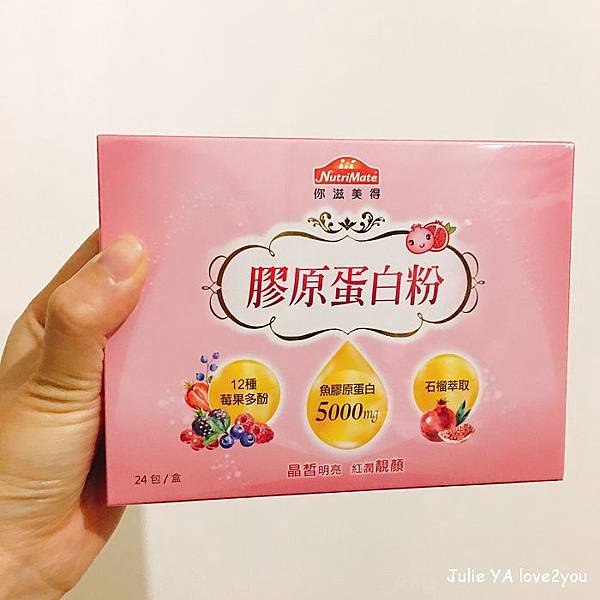 NutriMate
你滋美得
膠原蛋白粉
12種
莓果多酚
魚膠原蛋白
5000mg
石榴萃取
晶皙明亮 紅潤靚顏
24包/盒
Julie YA love2you